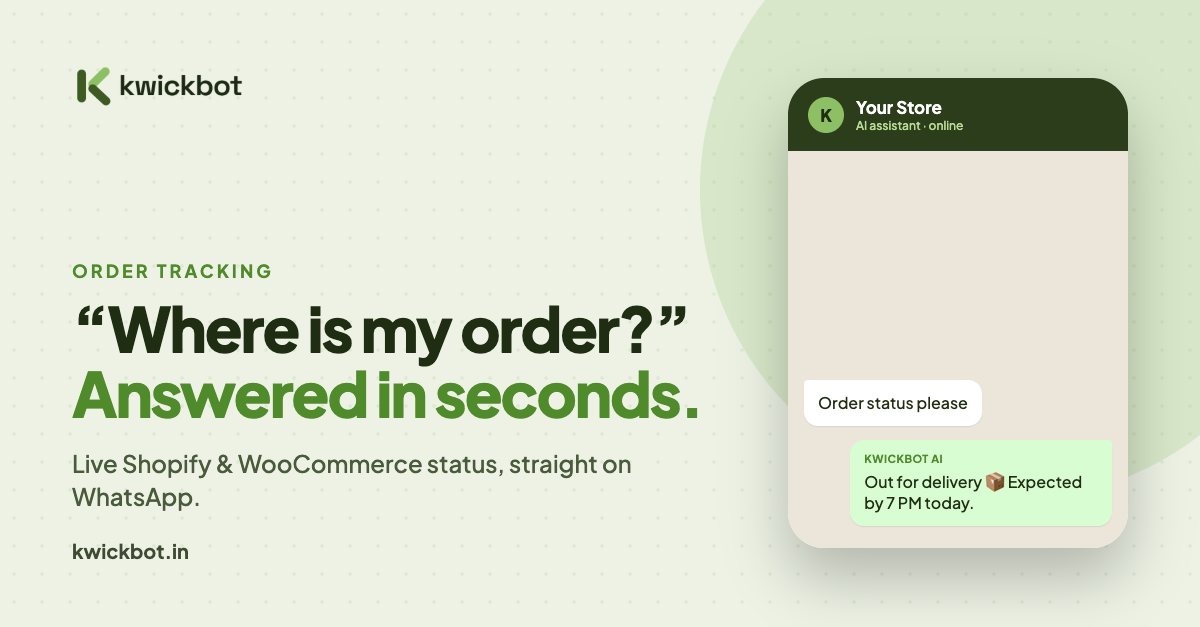 kwickbot
ORDER TRACKING
“Where is my order?”
Answered in seconds.
Live Shopify & WooCommerce status, straight on
WhatsApp.
kwickbot.in
K
Your Store
AI assistant · online
Order status please
KWICKBOT AI
Out for delivery 📦 Expected
by 7 PM today.